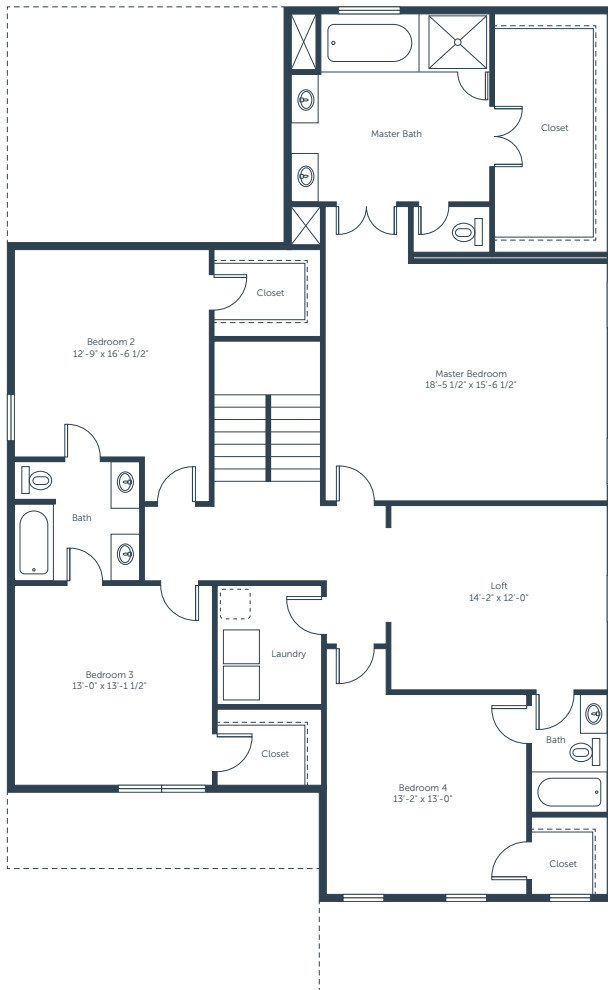 Master Bath
Closet
Closet
Bedroom 2
12'-9" x 16'-6 1/2"
Master Bedroom
18'-5 1/2" x 15'-6 1/2"
Bath
Loft
14'-2" x 12'-0"
Laundry
Bedroom 3
13'-0" x 13'-1 1/2"
Bath
Closet
Bedroom 4
13'-2" x 13'-0"
Closet